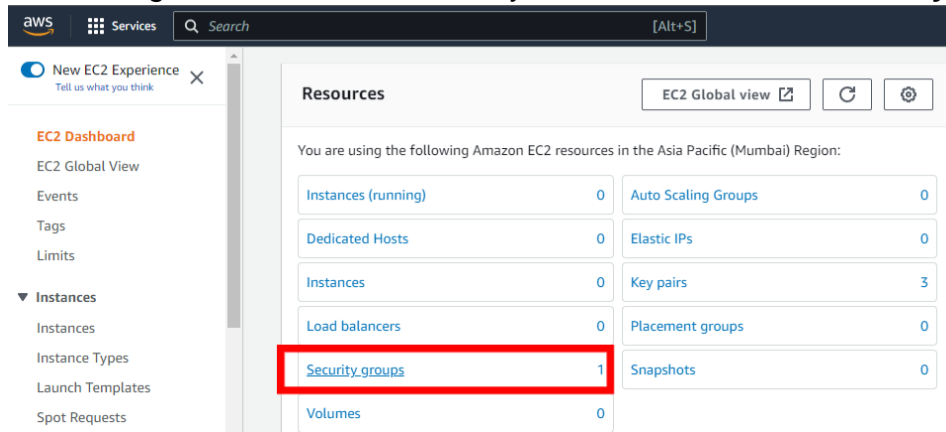 aws Services Search [Alt+S]
New EC2 Experience
Tell us what you think
EC2 Dashboard
EC2 Global View
Events
Tags
Limits
Instances
Instances
Instance Types
Launch Templates
Spot Requests
Resources
EC2 Global view
You are using the following Amazon EC2 resources in the Asia Pacific (Mumbai) Region:
Instances (running) 0
Auto Scaling Groups 0
Dedicated Hosts 0
Elastic IPs 0
Instances 0
Key pairs 3
Load balancers 0
Placement groups 0
Security groups 1
Snapshots 0
Volumes 0